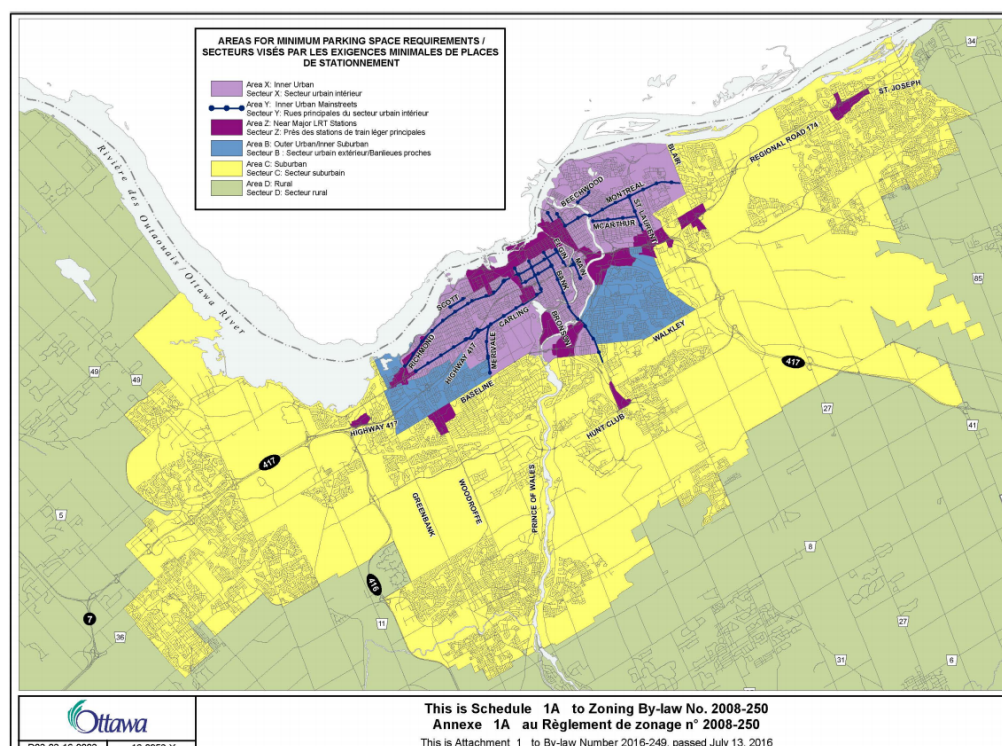 AREAS FOR MINIMUM PARKING SPACE REQUIREMENTS /
SECTEURS VISÉS PAR LES EXIGENCES MINIMALES DE PLACES
DE STATIONNEMENT
Area X: Inner Urban
Secteur X: Secteur urbain intérieur
Area Y: Inner Urban Mainstreets
Secteur Y: Rues principales du secteur urbain intérieur
Area Z: Near Major LRT Stations
Secteur Z: Près des stations de train léger principales
Area B: Outer Urban/Inner Suburban
Secteur B : Secteur urbain extérieur/Banlieues proches
Area C: Suburban
Secteur C: Secteur suburbain
Area D: Rural
Secteur D: Secteur rural
Rivière des Outaouais / Ottawa River
34
ST. JOSEPH
REGIONAL ROAD 174
BLAIR
BEECHWOOD
MONTREAL
MCARTHUR
ST. LAURENT
ELGIN
MAIN
BANK
85
SCOTT
CARLING
BRONSON
RICHMOND
HIGHWAY 417
MERIVALE
WALKLEY
BASELINE
417
49
49
27
41
HIGHWAY 417
HUNT CLUB
417
GREENBANK
WOODROFFE
PRINCE OF WALES
5
8
416
7
36
11
27
31
6
Ottawa
This is Schedule 1A to Zoning By-law No. 2008-250
Annexe 1A au Règlement de zonage n° 2008-250
This is Attachment 1 to By-law Number 2016-249, passed July 13, 2016